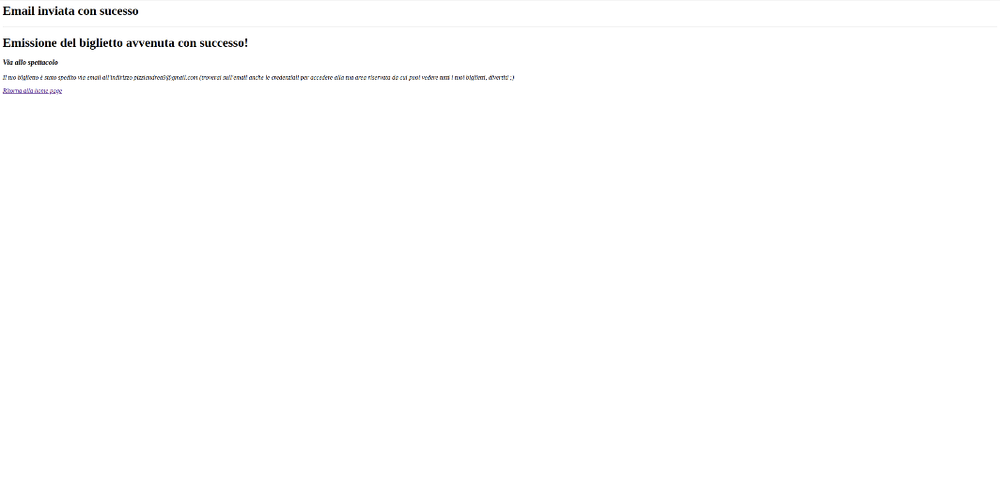 Email inviata con sucesso
Emissione del biglietto avvenuta con successo!
Via allo spettacolo
Il tuo biglietto è stato spedito via email all'indirizzo pizziandrea9@gmail.com (troverai sull'email anche le credenziali per accedere alla tua area riservata da cui puoi vedere tutti i tuoi biglietti, divertiti ;)
Ritorna alla home page